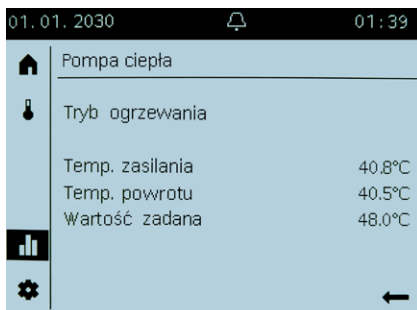 01. 01. 2030 01:39
Pompa ciepła
Tryb ogrzewania
Temp. zasilania 40.8°C
Temp. powrotu 40.5°C
Wartość zadana 48.0°C